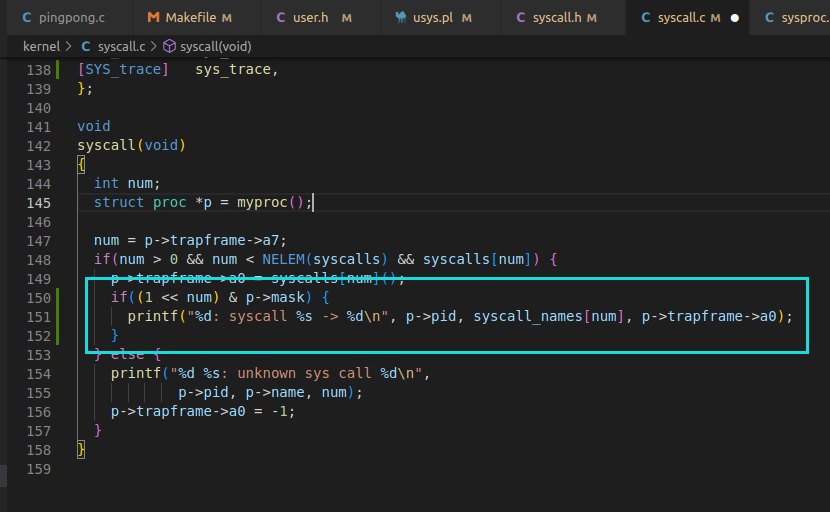 pingpong.c Makefile M user.h M usys.pl M syscall.h M syscall.c M sysproc.
kernel > syscall.c > syscall(void)
138 [SYS_trace] sys_trace,
139 };
140
141 void
142 syscall(void)
143 {
144 int num;
145 struct proc *p = myproc();
146
147 num = p->trapframe->a7;
148 if(num > 0 && num < NELEM(syscalls) && syscalls[num]) {
149 p->trapframe->a0 = syscalls[num]();
150 if((1 << num) & p->mask) {
151 printf("%d: syscall %s -> %d\n", p->pid, syscall_names[num], p->trapframe->a0);
152 }
153 } else {
154 printf("%d %s: unknown sys call %d\n",
155 p->pid, p->name, num);
156 p->trapframe->a0 = -1;
157 }
158 }
159